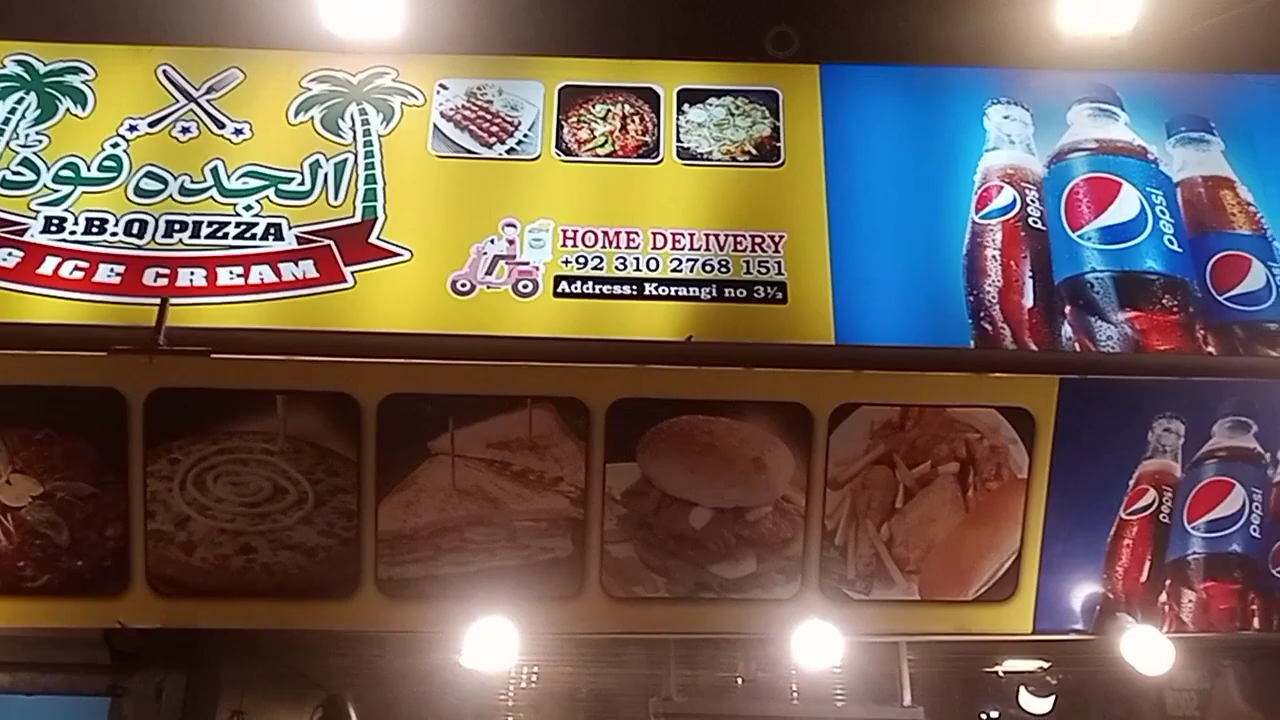 الجده فوڈ
B.B.Q PIZZA
& ICE CREAM
HOME DELIVERY
+92 310 2768 151
Address: Korangi no 3½
pepsi
pepsi
pepsi
pepsi